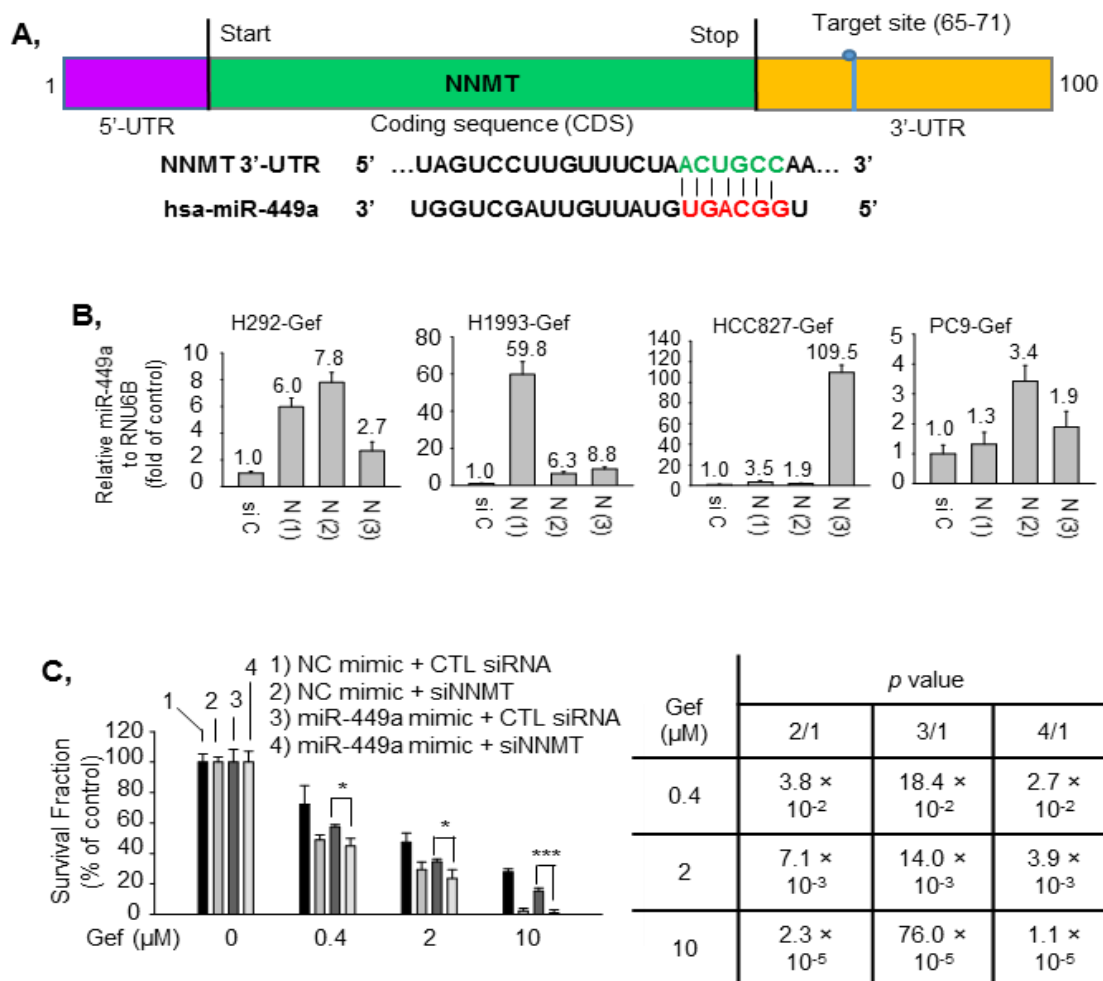 A,
Start
Stop
Target site (65-71)
1
NNMT
100
5’-UTR
Coding sequence (CDS)
3’-UTR
NNMT 3’-UTR 5’ …UAGUCCUUGUUUCUAACUGCCAA… 3’
hsa-miR-449a 3’ UGGUCGAUUGUUAUGUGACGGU 5’
B,
H292-Gef
H1993-Gef
HCC827-Gef
PC9-Gef
Relative miR-449a
to RNU6B
(fold of control)
10
8
6
4
2
0
1.0
6.0
7.8
2.7
si C
N (1)
N (2)
N (3)
80
60
40
20
0
1.0
59.8
6.3
8.8
si C
N (1)
N (2)
N (3)
140
120
100
80
60
40
20
0
1.0
3.5
1.9
109.5
si C
N (1)
N (2)
N (3)
5
4
3
2
1
0
1.0
1.3
3.4
1.9
si C
N (1)
N (2)
N (3)
C,
1
2
3
4
1) NC mimic + CTL siRNA
2) NC mimic + siNNMT
3) miR-449a mimic + CTL siRNA
4) miR-449a mimic + siNNMT
Survival Fraction
(% of control)
120
100
80
60
40
20
0
*
*
***
Gef (µM) 0 0.4 2 10
Gef
(µM)
p value
2/1 3/1 4/1
0.4
3.8 ×
10-2
18.4 ×
10-2
2.7 ×
10-2
2
7.1 ×
10-3
14.0 ×
10-3
3.9 ×
10-3
10
2.3 ×
10-5
76.0 ×
10-5
1.1 ×
10-5